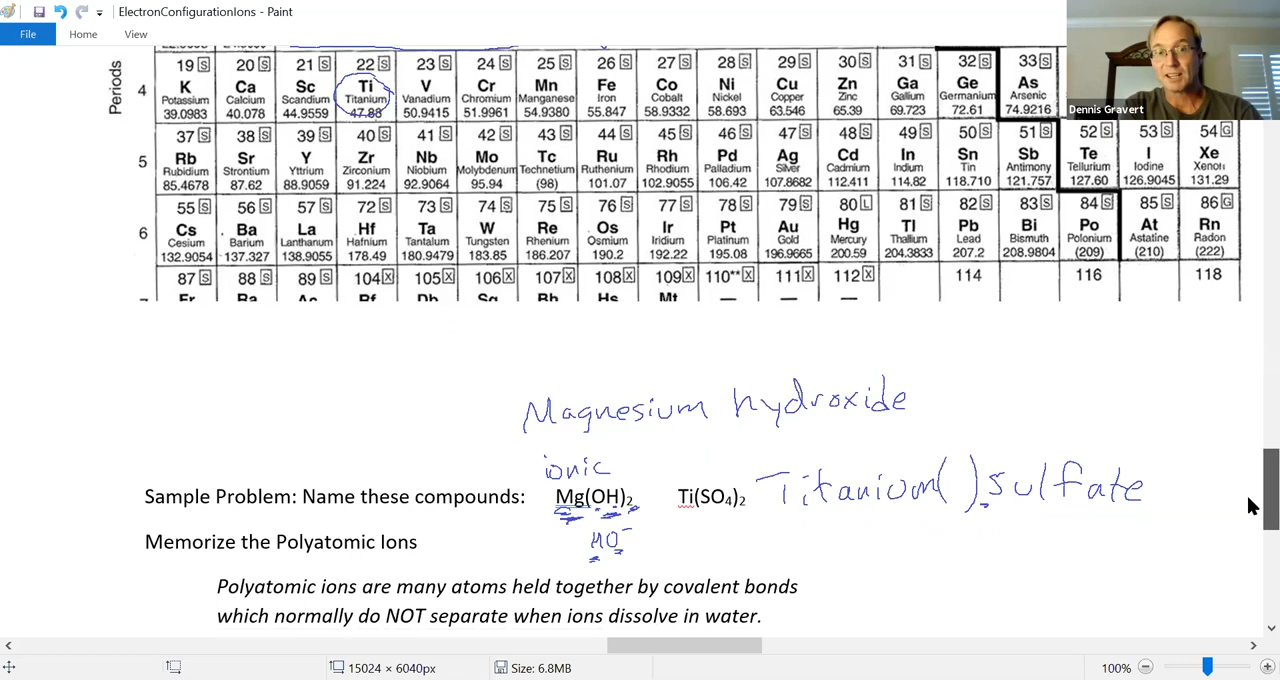 ElectronConfigurationIons - Paint
File Home View
Dennis Gravert
Periods
19 S 20 S 21 S 22 S 23 S 24 S 25 S 26 S 27 S 28 S 29 S 30 S 31 S 32 S 33 S
4 K Ca Sc Ti V Cr Mn Fe Co Ni Cu Zn Ga Ge As
Potassium Calcium Scandium Titanium Vanadium Chromium Manganese Iron Cobalt Nickel Copper Zinc Gallium Germanium Arsenic
39.0983 40.078 44.9559 47.88 50.9415 51.9961 54.9380 55.847 58.9332 58.693 63.546 65.39 69.723 72.61 74.9216
37 S 38 S 39 S 40 S 41 S 42 S 43 S 44 S 45 S 46 S 47 S 48 S 49 S 50 S 51 S 52 S 53 S 54 G
5 Rb Sr Y Zr Nb Mo Tc Ru Rh Pd Ag Cd In Sn Sb Te I Xe
Rubidium Strontium Yttrium Zirconium Niobium Molybdenum Technetium Ruthenium Rhodium Palladium Silver Cadmium Indium Tin Antimony Tellurium Iodine Xenon
85.4678 87.62 88.9059 91.224 92.9064 95.94 (98) 101.07 102.9055 106.42 107.8682 112.411 114.82 118.710 121.757 127.60 126.9045 131.29
55 S 56 S 57 S 72 S 73 S 74 S 75 S 76 S 77 S 78 S 79 S 80 L 81 S 82 S 83 S 84 S 85 S 86 G
6 Cs Ba La Hf Ta W Re Os Ir Pt Au Hg Tl Pb Bi Po At Rn
Cesium Barium Lanthanum Hafnium Tantalum Tungsten Rhenium Osmium Iridium Platinum Gold Mercury Thallium Lead Bismuth Polonium Astatine Radon
132.9054 137.327 138.9055 178.49 180.9479 183.85 186.207 190.2 192.22 195.08 196.9665 200.59 204.3833 207.2 208.9804 (209) (210) (222)
87 S 88 S 89 S 104 X 105 X 106 X 107 X 108 X 109 X 110** X 111 X 112 X 114 116 118
Fr Ra Ac Rf Db Sg Bh Hs Mt
Magnesium hydroxide
ionic
Sample Problem: Name these compounds: Mg(OH)2 Ti(SO4)2 Titanium( ) sulfate
HO-
Memorize the Polyatomic Ions
Polyatomic ions are many atoms held together by covalent bonds
which normally do NOT separate when ions dissolve in water.
15024 × 6040px Size: 6.8MB 100%